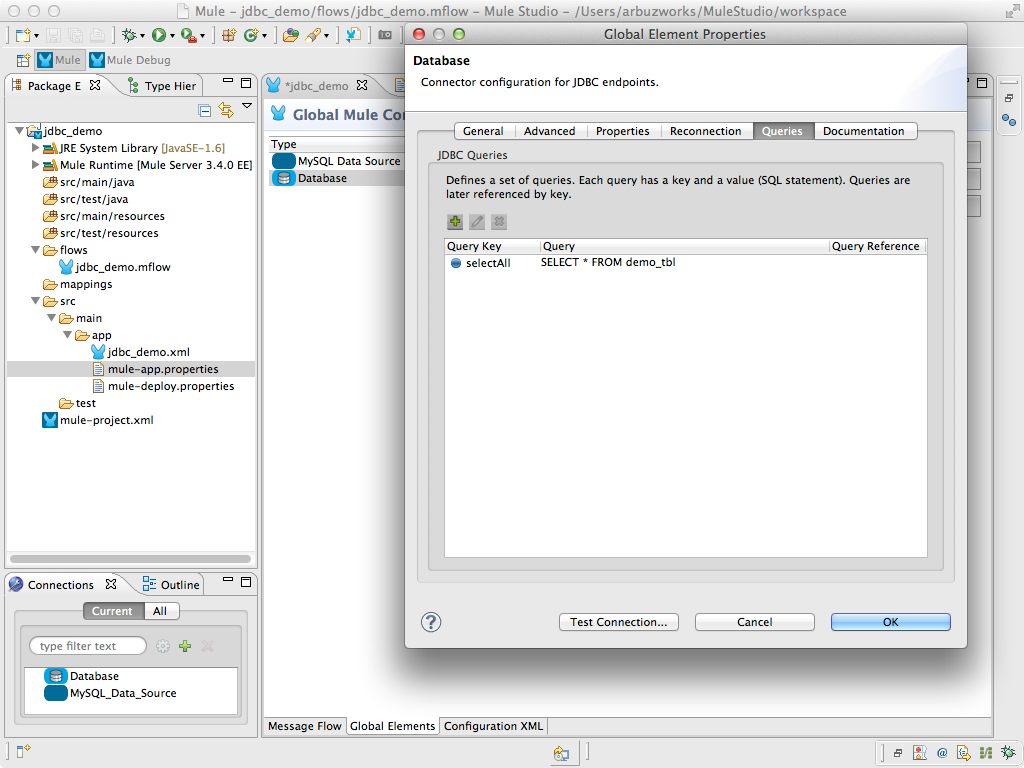 Mule - jdbc_demo/flows/jdbc_demo.mflow - Mule Studio - /Users/arbuzworks/MuleStudio/workspace
Mule
Mule Debug
Package E
Type Hier
jdbc_demo
JRE System Library [JavaSE-1.6]
Mule Runtime [Mule Server 3.4.0 EE]
src/main/java
src/test/java
src/main/resources
src/test/resources
flows
jdbc_demo.mflow
mappings
src
main
app
jdbc_demo.xml
mule-app.properties
mule-deploy.properties
test
mule-project.xml
Connections
Outline
Current
All
type filter text
Database
MySQL_Data_Source
*jdbc_demo
Global Mule Co
Type
MySQL Data Source
Database
Message Flow
Global Elements
Configuration XML
Global Element Properties
Database
Connector configuration for JDBC endpoints.
General
Advanced
Properties
Reconnection
Queries
Documentation
JDBC Queries
Defines a set of queries. Each query has a key and a value (SQL statement). Queries are
later referenced by key.
Query Key
Query
Query Reference
selectAll
SELECT * FROM demo_tbl
?
Test Connection...
Cancel
OK